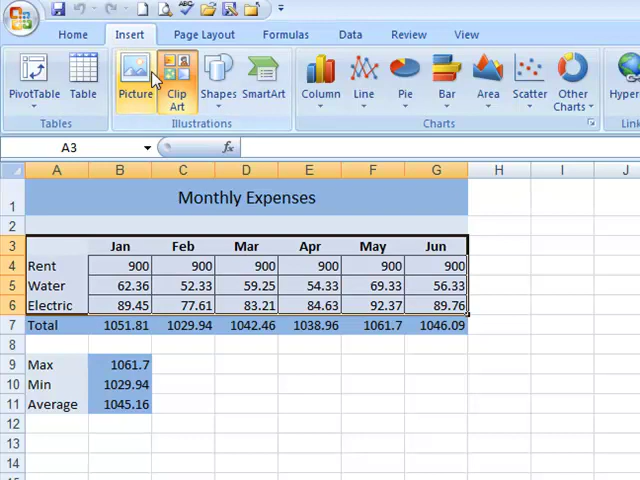 Home Insert Page Layout Formulas Data Review View
PivotTable Table Picture Clip Art Shapes SmartArt Column Line Pie Bar Area Scatter Other Charts
Tables Illustrations Charts
A3 fx
A B C D E F G H I J
1 Monthly Expenses
2
3 Jan Feb Mar Apr May Jun
4 Rent 900 900 900 900 900 900
5 Water 62.36 52.33 59.25 54.33 69.33 56.33
6 Electric 89.45 77.61 83.21 84.63 92.37 89.76
7 Total 1051.81 1029.94 1042.46 1038.96 1061.7 1046.09
8
9 Max 1061.7
10 Min 1029.94
11 Average 1045.16
12
13
14
15